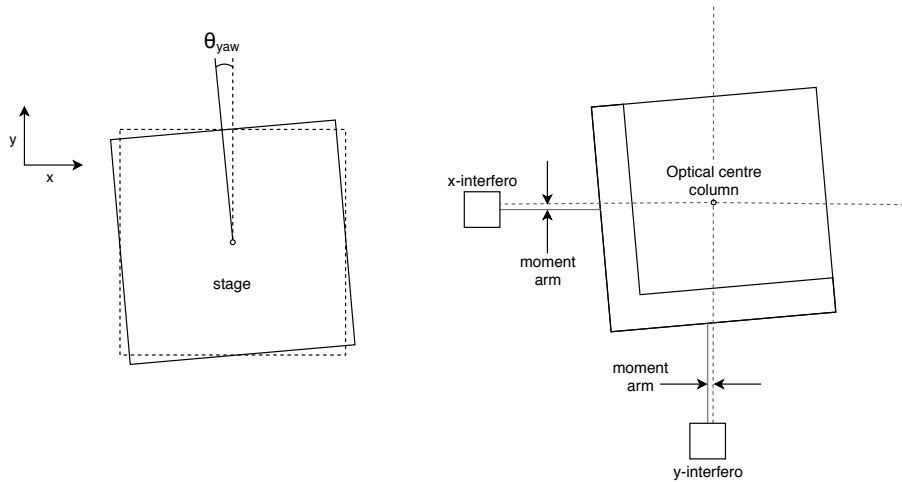 θyaw
y
x
stage
x-interfero
Optical centre
column
moment
arm
moment
arm
y-interfero